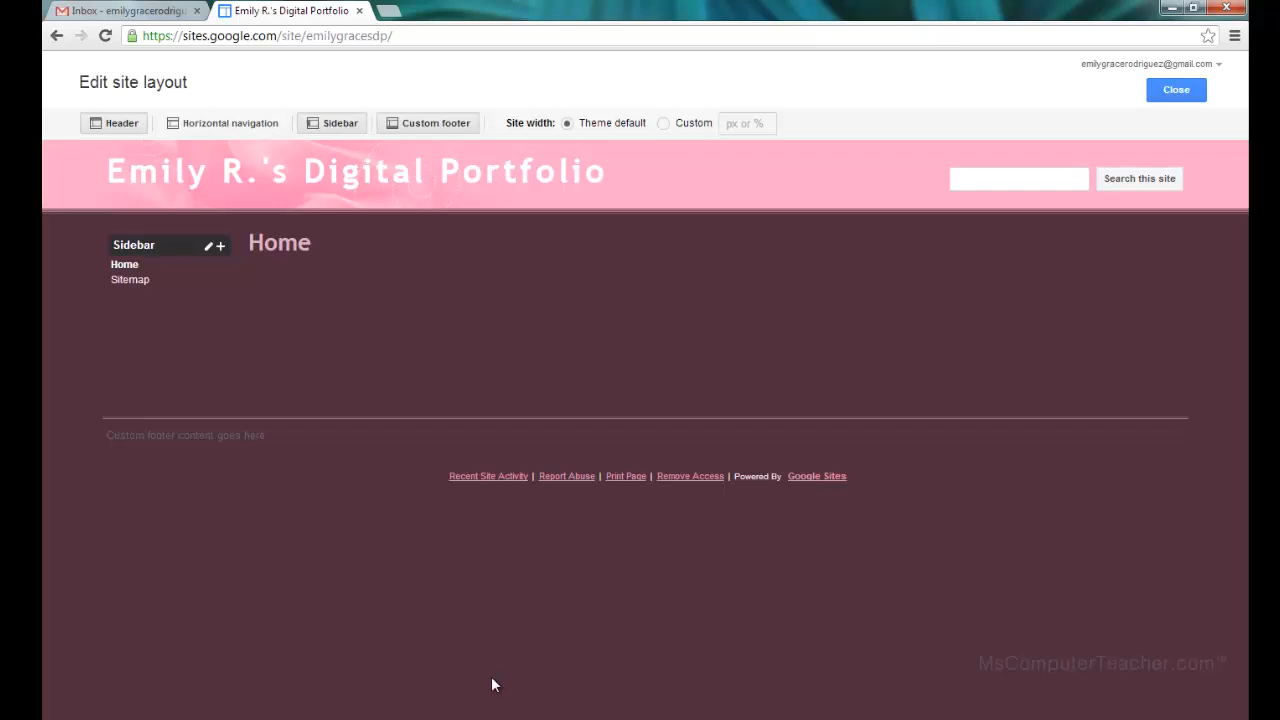 Inbox - emilygracerodrigu
Emily R.'s Digital Portfolio
https://sites.google.com/site/emilygracesdp/
emilygracerodriguez@gmail.com
Edit site layout
Close
Header
Horizontal navigation
Sidebar
Custom footer
Site width:
Theme default
Custom
px or %
Emily R.'s Digital Portfolio
Search this site
Sidebar
Home
Home
Sitemap
Custom footer content goes here
Recent Site Activity | Report Abuse | Print Page | Remove Access | Powered By Google Sites
MsComputerTeacher.com™